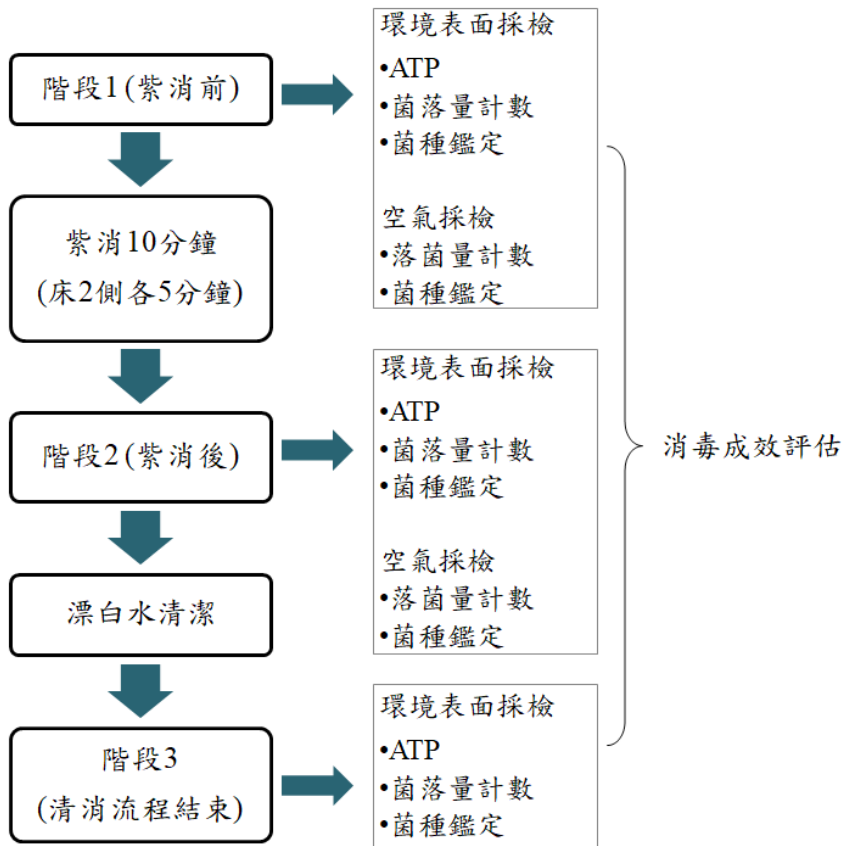 階段1(紫消前)
環境表面採檢
•ATP
•菌落量計數
•菌種鑑定
空氣採檢
•落菌量計數
•菌種鑑定
紫消10分鐘
(床2側各5分鐘)
階段2(紫消後)
環境表面採檢
•ATP
•菌落量計數
•菌種鑑定
空氣採檢
•落菌量計數
•菌種鑑定
消毒成效評估
漂白水清潔
階段3
(清消流程結束)
環境表面採檢
•ATP
•菌落量計數
•菌種鑑定